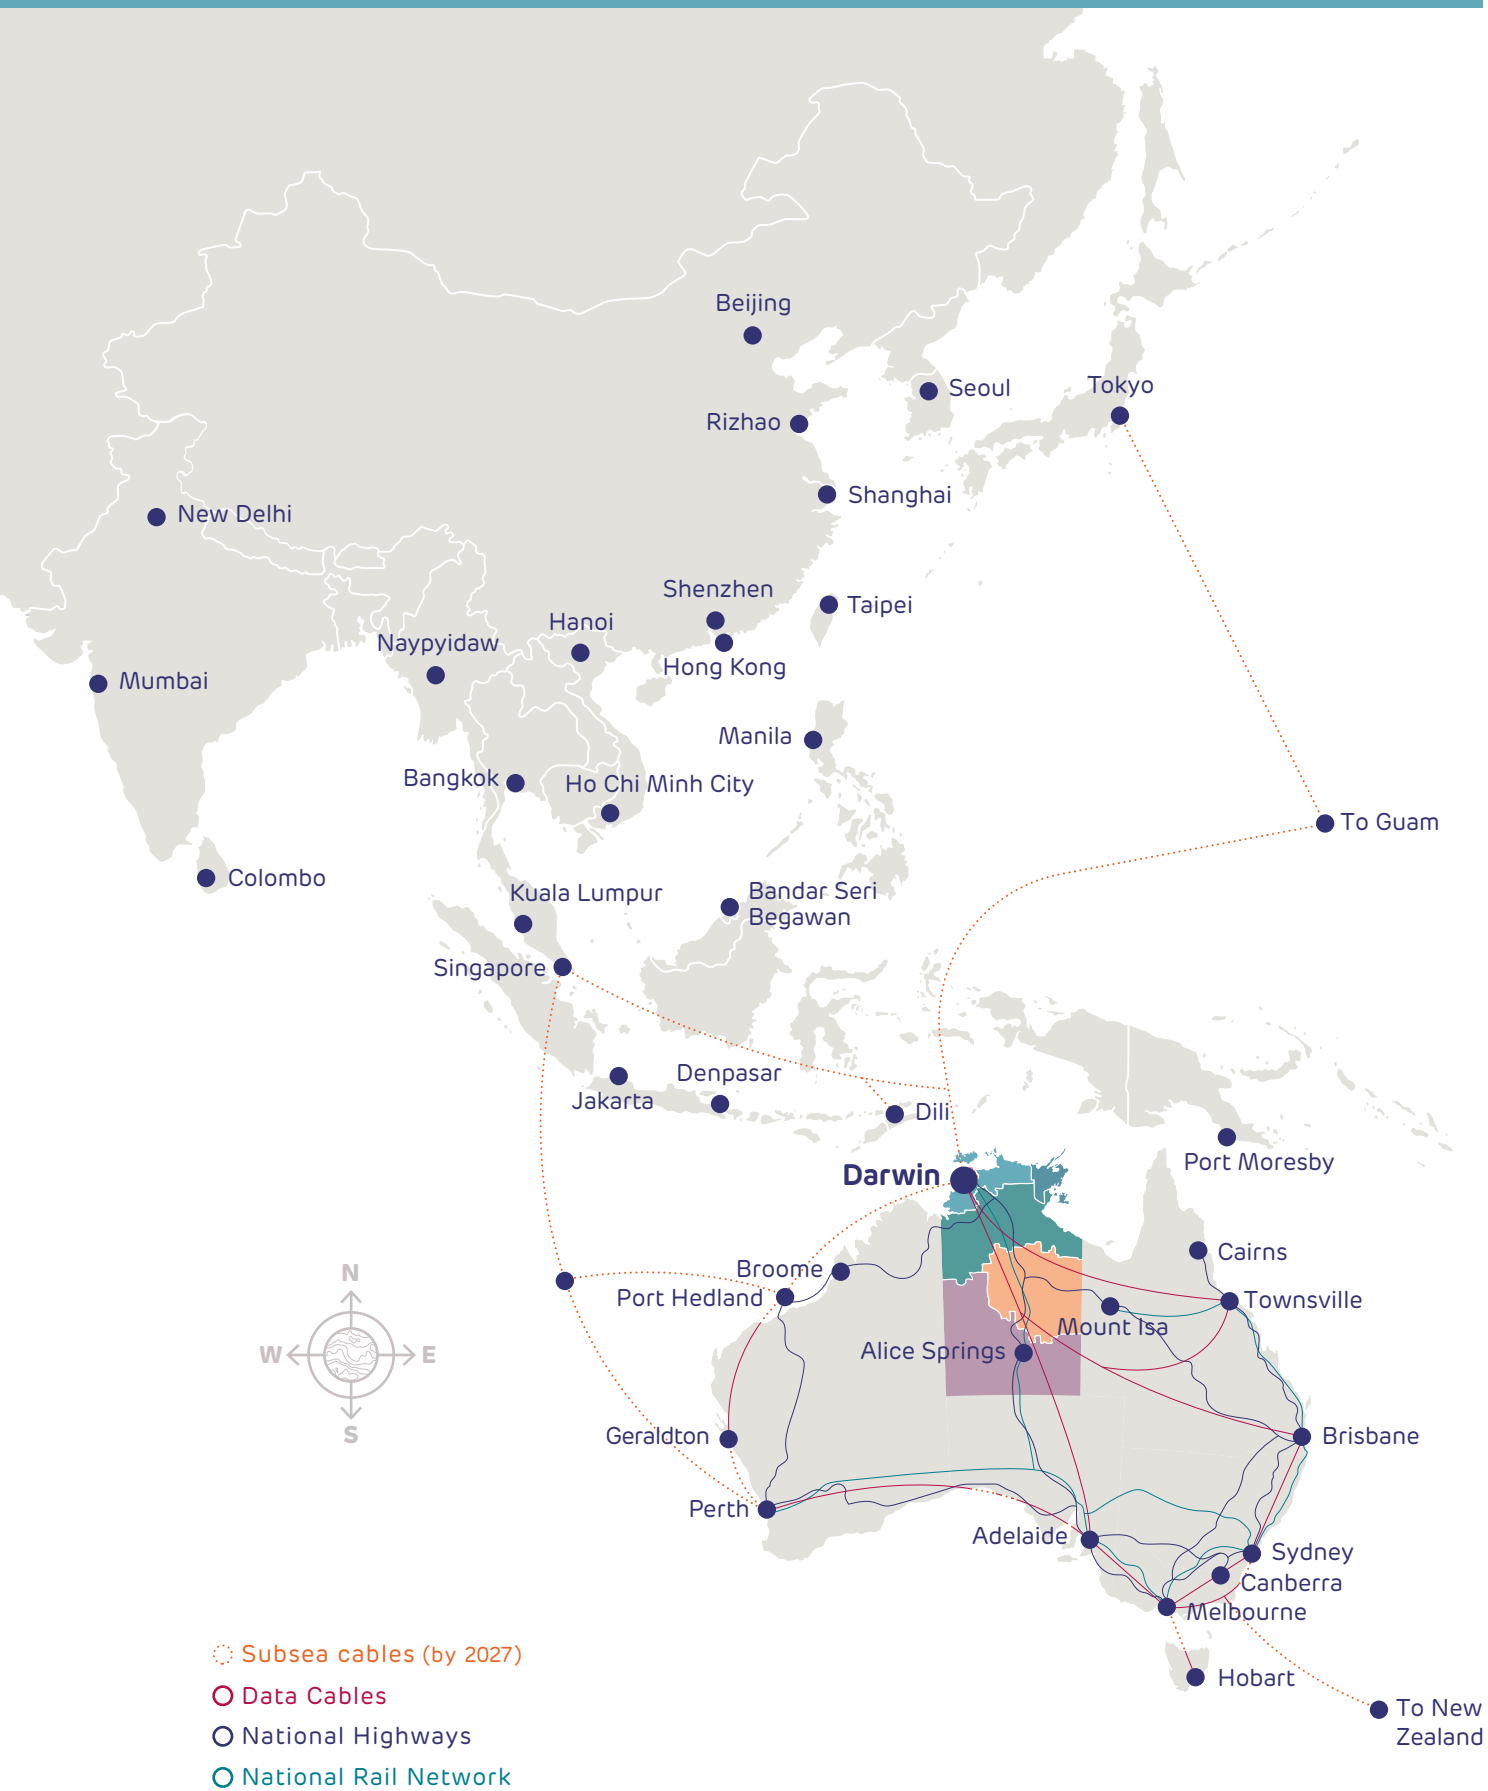 Beijing
Seoul
Tokyo
Rizhao
Shanghai
New Delhi
Shenzhen
Taipei
Hanoi
Naypyidaw
Hong Kong
Mumbai
Manila
Bangkok
Ho Chi Minh City
To Guam
Colombo
Kuala Lumpur
Bandar Seri
Begawan
Singapore
Denpasar
Jakarta
Dili
Port Moresby
Darwin
Cairns
Broome
N
Port Hedland
Townsville
Mount Isa
W
E
Alice Springs
S
Geraldton
Brisbane
Perth
Adelaide
Sydney
Canberra
Melbourne
Subsea cables (by 2027)
Hobart
Data Cables
To New
Zealand
National Highways
National Rail Network